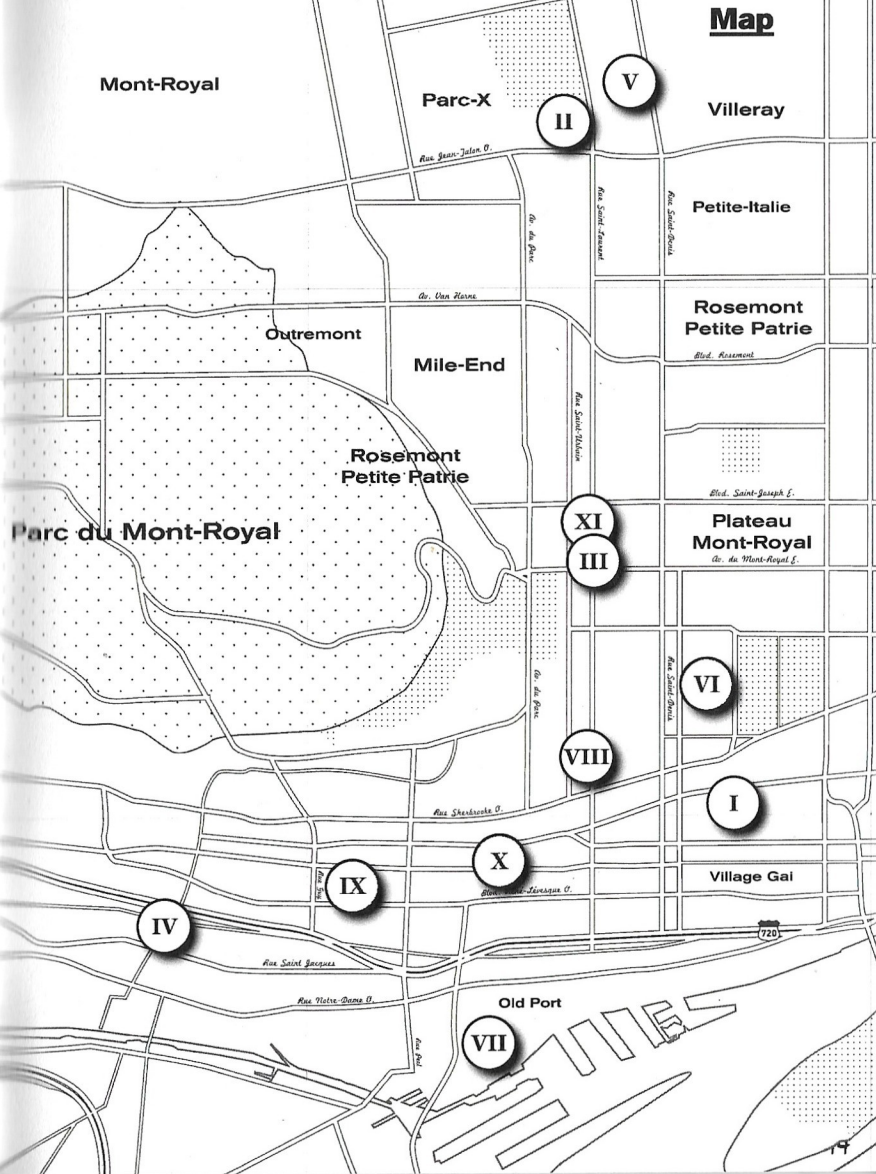 Map
Mont-Royal
Parc-X
V
Villeray
II
Rue Jean-Talon O.
Av. du Parc
Rue Saint-Laurent
Rue Saint-Denis
Petite-Italie
Av. Van Horne
Outremont
Mile-End
Rosemont
Petite Patrie
Blvd. Rosemont
Rue Saint-Urbain
Rosemont
Petite Patrie
Blvd. Saint-Joseph E.
Parc du Mont-Royal
XI
Plateau
Mont-Royal
III
Av. du Mont-Royal E.
Av. du Parc
Rue Saint-Denis
VI
VIII
Rue Sherbrooke O.
I
X
Rue Guy
IX
Lévesque O.
Village Gai
IV
720
Rue Saint Jacques
Rue Notre-Dame O.
Old Port
VII
19